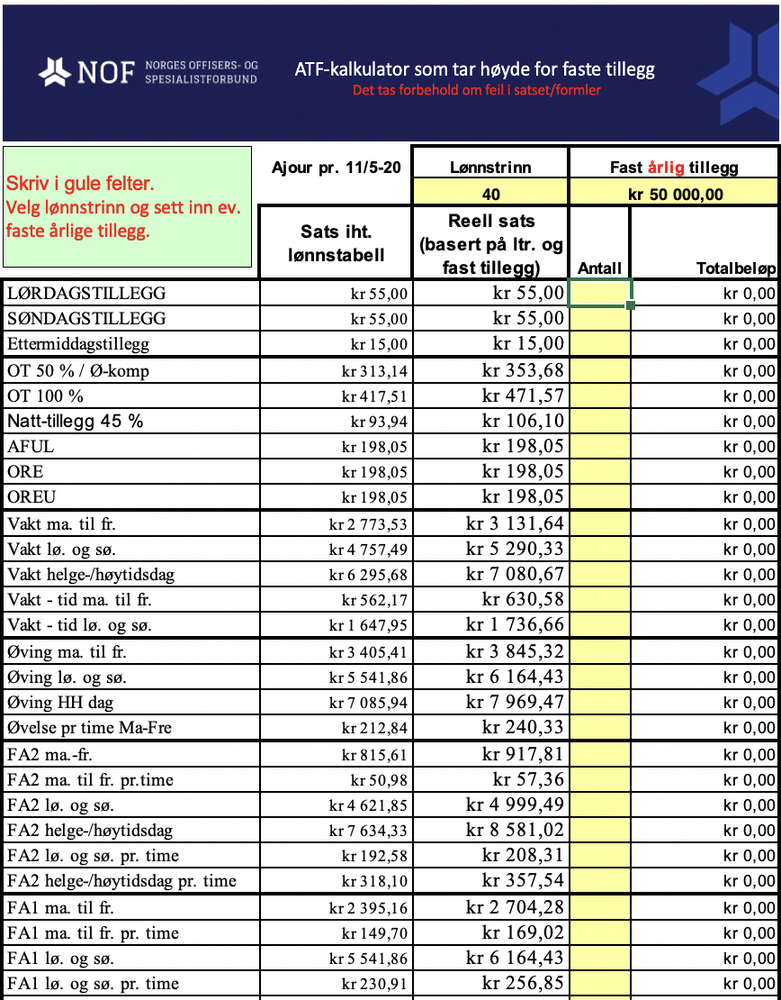 NOF NORGES OFFISERS- OG
SPESIALISTFORBUND
ATF-kalkulator som tar høyde for faste tillegg
Det tas forbehold om feil i satset/formler
Skriv i gule felter.
Velg lønnstrinn og sett inn ev.
faste årlige tillegg.
Ajour pr. 11/5-20 Lønnstrinn Fast årlig tillegg
40 kr 50 000,00
Sats iht.
lønnstabell
Reell sats
(basert på ltr. og
fast tillegg)
Antall Totalbeløp
LØRDAGSTILLEGG kr 55,00 kr 55,00 kr 0,00
SØNDAGSTILLEGG kr 55,00 kr 55,00 kr 0,00
Ettermiddagstillegg kr 15,00 kr 15,00 kr 0,00
OT 50 % / Ø-komp kr 313,14 kr 353,68 kr 0,00
OT 100 % kr 417,51 kr 471,57 kr 0,00
Natt-tillegg 45 % kr 93,94 kr 106,10 kr 0,00
AFUL kr 198,05 kr 198,05 kr 0,00
ORE kr 198,05 kr 198,05 kr 0,00
OREU kr 198,05 kr 198,05 kr 0,00
Vakt ma. til fr. kr 2 773,53 kr 3 131,64 kr 0,00
Vakt lø. og sø. kr 4 757,49 kr 5 290,33 kr 0,00
Vakt helge-/høytidsdag kr 6 295,68 kr 7 080,67 kr 0,00
Vakt - tid ma. til fr. kr 562,17 kr 630,58 kr 0,00
Vakt - tid lø. og sø. kr 1 647,95 kr 1 736,66 kr 0,00
Øving ma. til fr. kr 3 405,41 kr 3 845,32 kr 0,00
Øving lø. og sø. kr 5 541,86 kr 6 164,43 kr 0,00
Øving HH dag kr 7 085,94 kr 7 969,47 kr 0,00
Øvelse pr time Ma-Fre kr 212,84 kr 240,33 kr 0,00
FA2 ma.-fr. kr 815,61 kr 917,81 kr 0,00
FA2 ma. til fr. pr.time kr 50,98 kr 57,36 kr 0,00
FA2 lø. og sø. kr 4 621,85 kr 4 999,49 kr 0,00
FA2 helge-/høytidsdag kr 7 634,33 kr 8 581,02 kr 0,00
FA2 lø. og sø. pr. time kr 192,58 kr 208,31 kr 0,00
FA2 helge-/høytidsdag pr. time kr 318,10 kr 357,54 kr 0,00
FA1 ma. til fr. kr 2 395,16 kr 2 704,28 kr 0,00
FA1 ma. til fr. pr. time kr 149,70 kr 169,02 kr 0,00
FA1 lø. og sø. kr 5 541,86 kr 6 164,43 kr 0,00
FA1 lø. og sø. pr. time kr 230,91 kr 256,85 kr 0,00